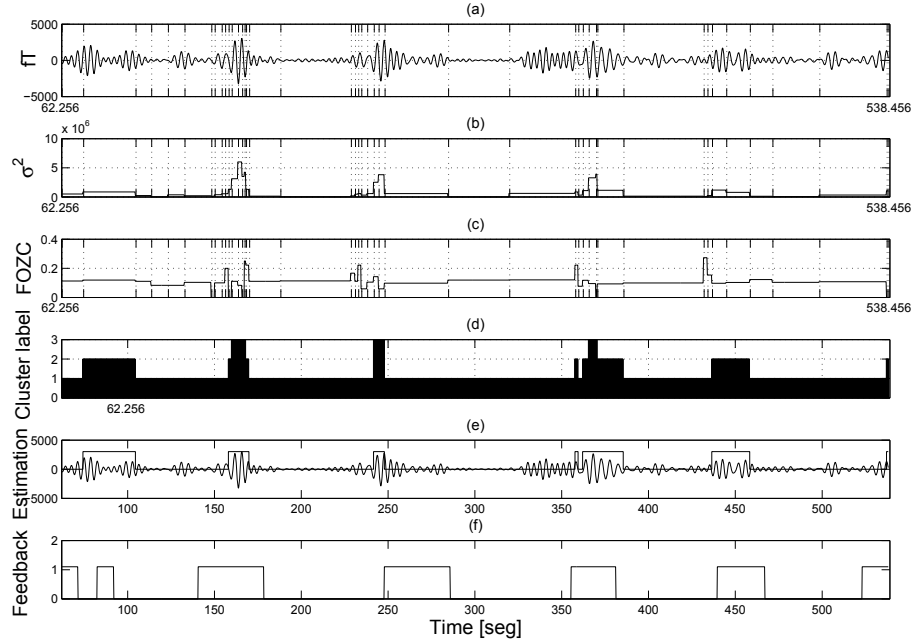 (a)
5000
0
−5000
fT
62.256
538.456
(b)
x 10^6
10
5
0
σ^2
62.256
538.456
(c)
0.4
0.2
0
FOZC
62.256
538.456
(d)
3
2
1
0
Cluster label
62.256
(e)
5000
0
5000
Estimation
100 150 200 250 300 350 400 450 500
(f)
2
1
0
Feedback
100 150 200 250 300 350 400 450 500
Time [seg]